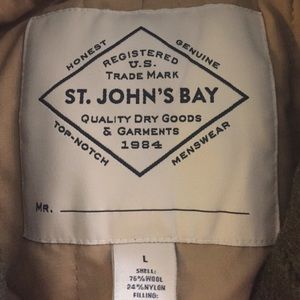 HONEST
GENUINE
REGISTERED
U.S.
TRADE MARK
ST. JOHN'S BAY
QUALITY DRY GOODS
& GARMENTS
1984
TOP-NOTCH
MENSWEAR
MR.
L
SHELL:
76%WOOL
24%NYLON
FILLING: